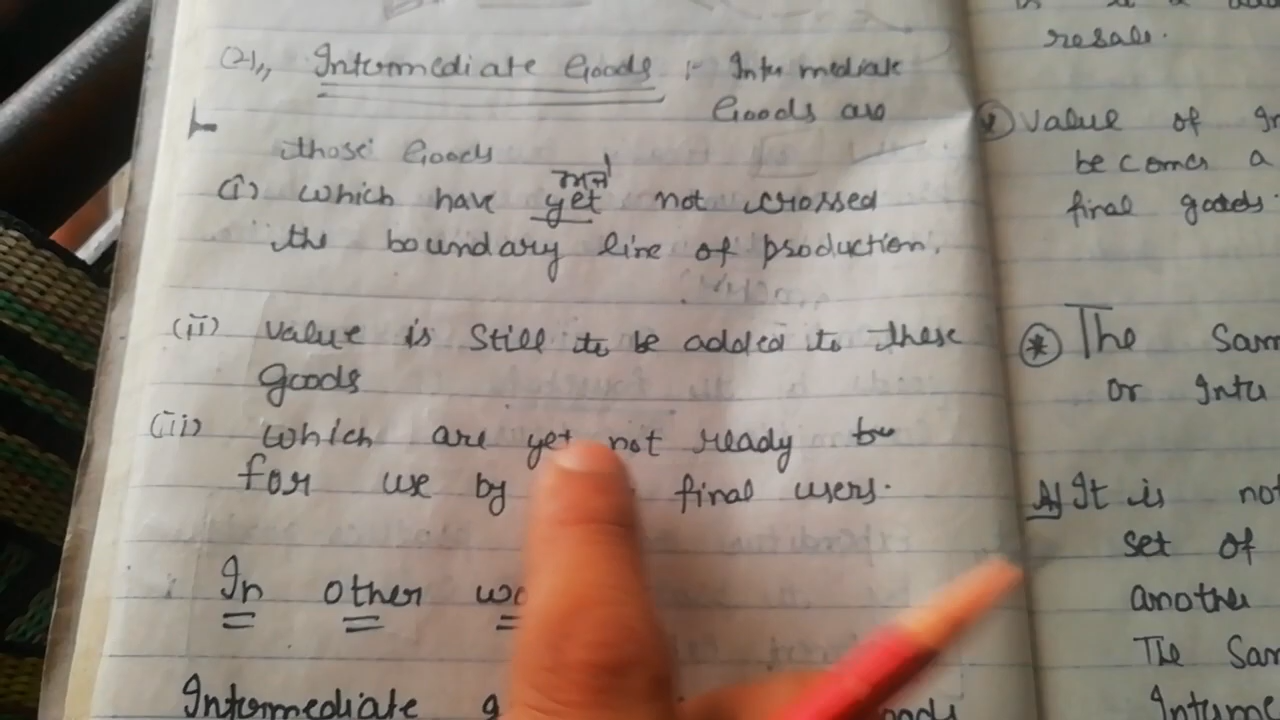 (2),, Intermediate Goods :- Intermediate
Goods are
those Goods
ਅਜੇ
(i) which have yet not crossed
the boundary line of production.
(ii) value is still to be added to these
goods
(iii) which are yet not ready
for use by final users.
In other
Intermediate
resale.
value of
becomes a
final goods.
* The Sam
or Inte
It is not
set of
another
The Sam
Interme